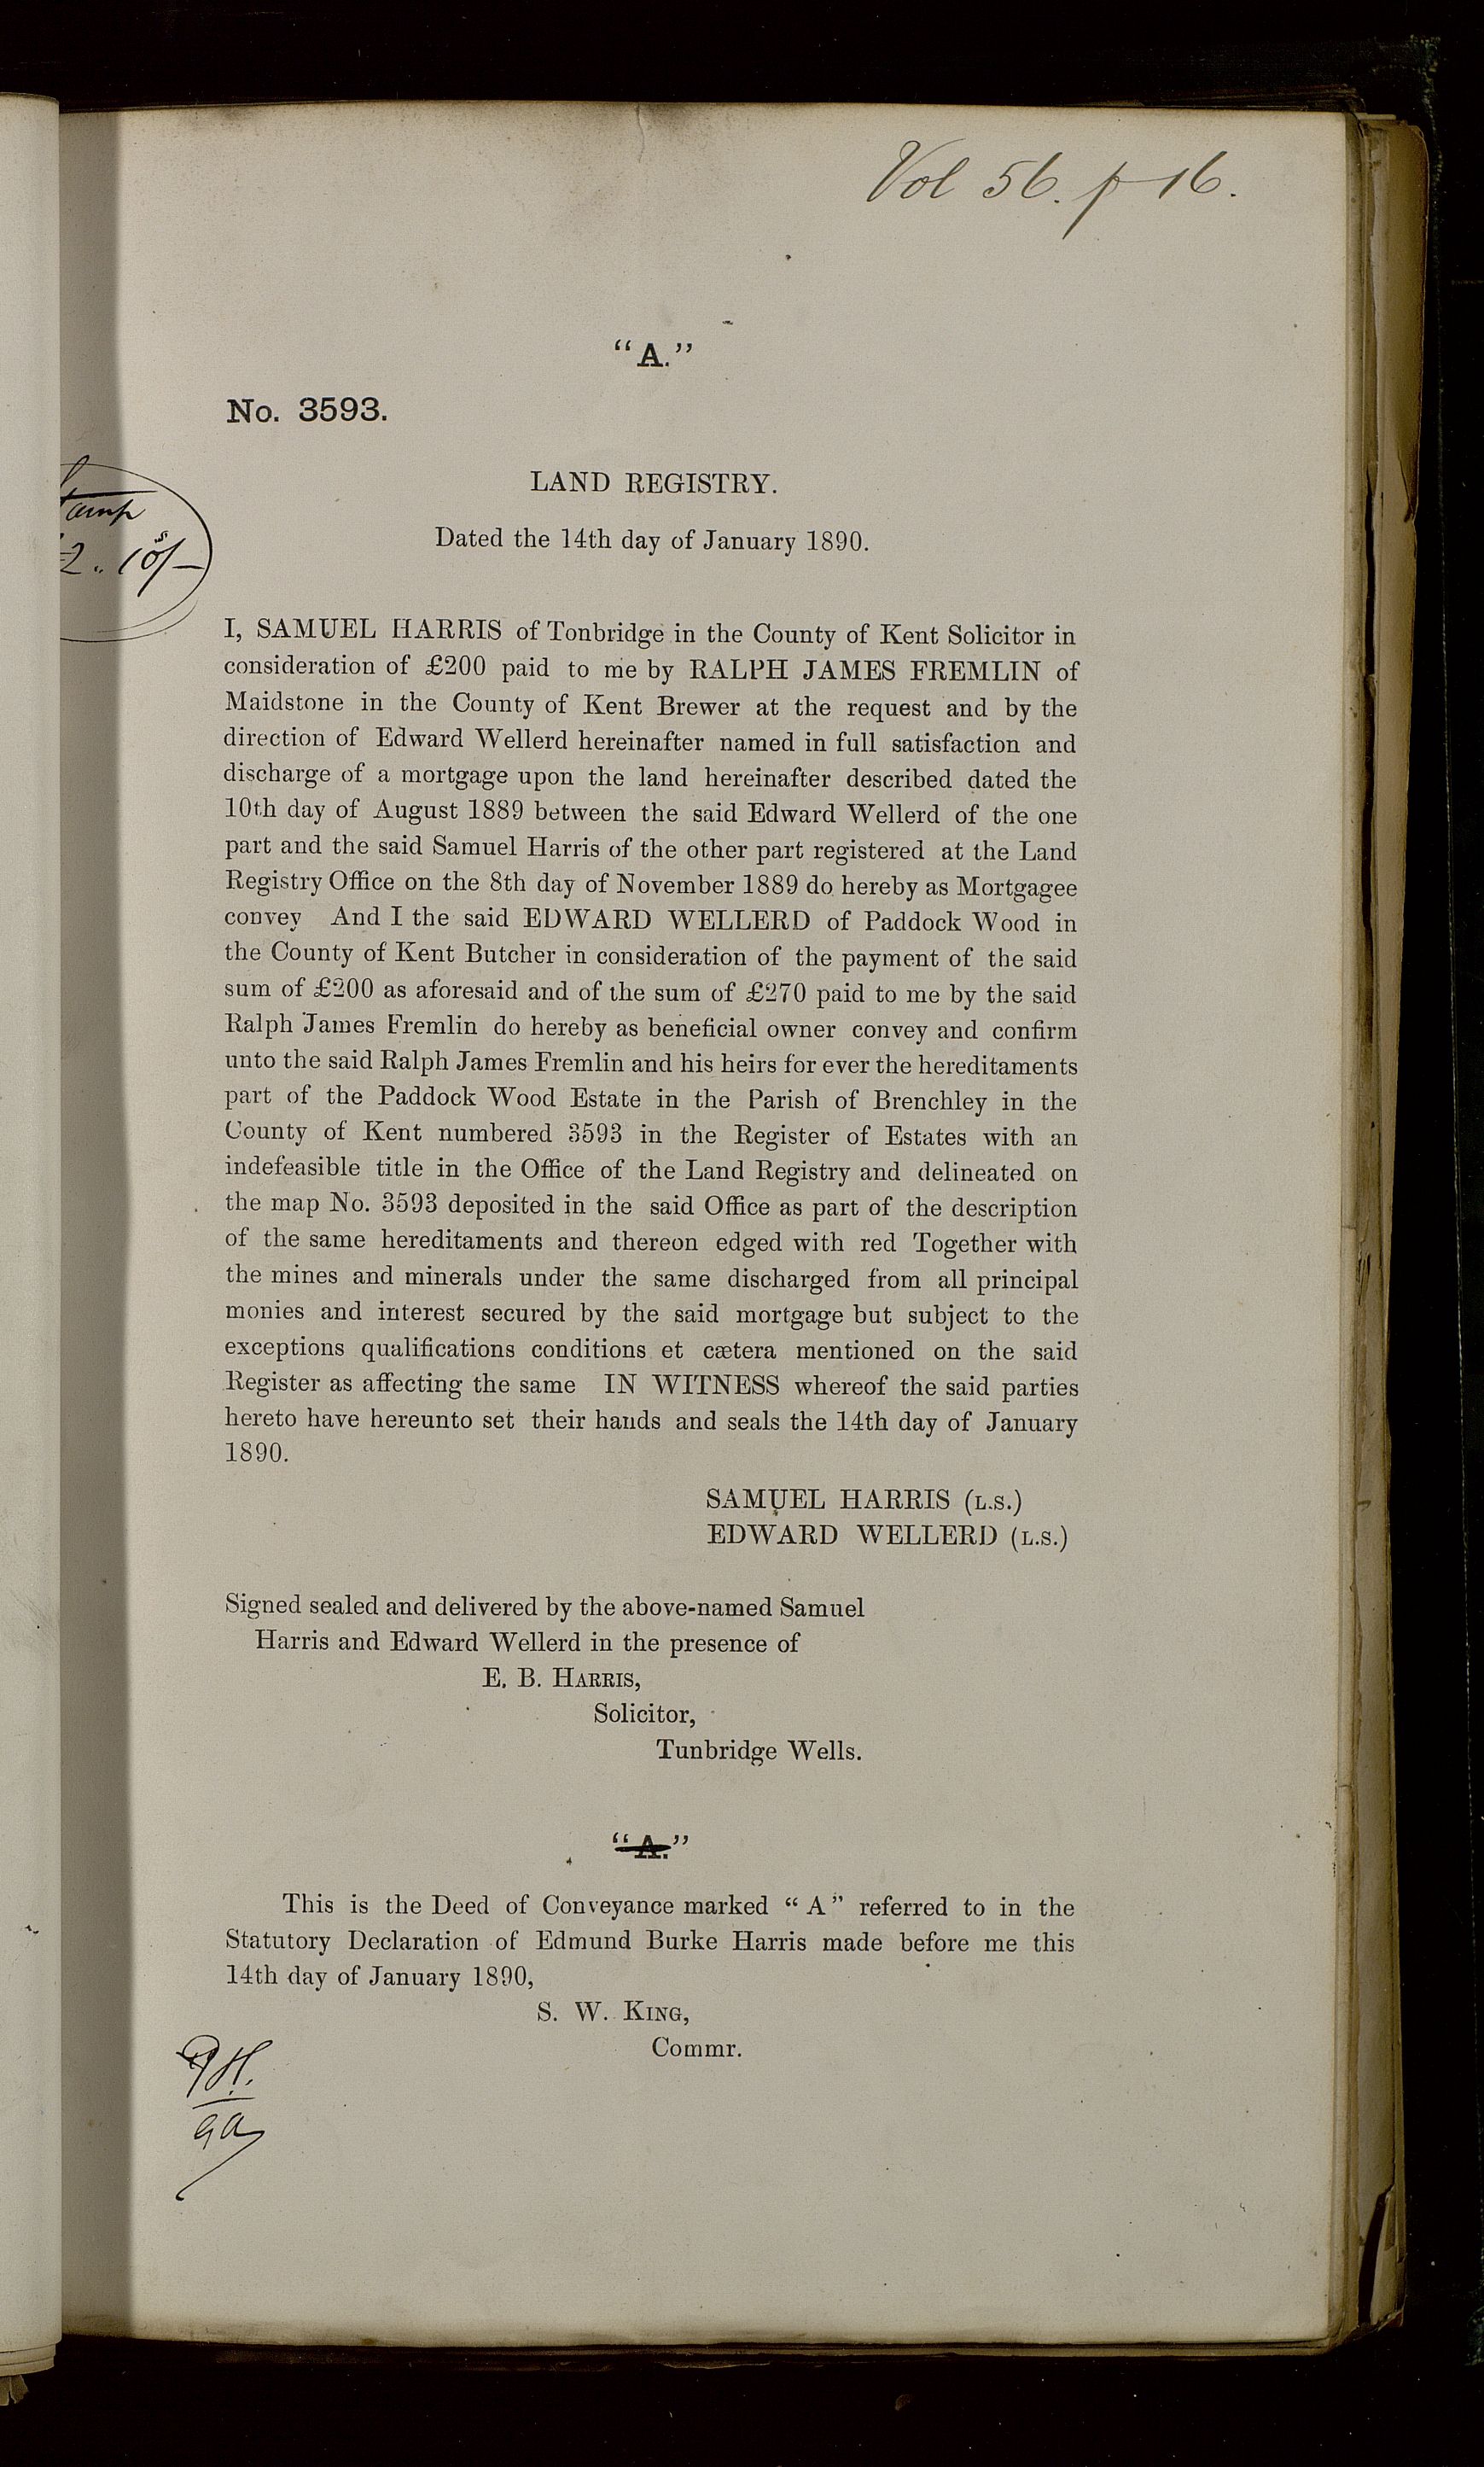 Vol 56. p 16.
“A.”
No. 3593.
LAND REGISTRY.
Dated the 14th day of January 1890.
2. 10s/-
I, SAMUEL HARRIS of Tonbridge in the County of Kent Solicitor in
consideration of £200 paid to me by RALPH JAMES FREMLIN of
Maidstone in the County of Kent Brewer at the request and by the
direction of Edward Wellerd hereinafter named in full satisfaction and
discharge of a mortgage upon the land hereinafter described dated the
10th day of August 1889 between the said Edward Wellerd of the one
part and the said Samuel Harris of the other part registered at the Land
Registry Office on the 8th day of November 1889 do hereby as Mortgagee
convey And I the said EDWARD WELLERD of Paddock Wood in
the County of Kent Butcher in consideration of the payment of the said
sum of £200 as aforesaid and of the sum of £270 paid to me by the said
Ralph James Fremlin do hereby as beneficial owner convey and confirm
unto the said Ralph James Fremlin and his heirs for ever the hereditaments
part of the Paddock Wood Estate in the Parish of Brenchley in the
County of Kent numbered 3593 in the Register of Estates with an
indefeasible title in the Office of the Land Registry and delineated on
the map No. 3593 deposited in the said Office as part of the description
of the same hereditaments and thereon edged with red Together with
the mines and minerals under the same discharged from all principal
monies and interest secured by the said mortgage but subject to the
exceptions qualifications conditions et cætera mentioned on the said
Register as affecting the same IN WITNESS whereof the said parties
hereto have hereunto set their hands and seals the 14th day of January
1890.
SAMUEL HARRIS (L.S.)
EDWARD WELLERD (L.S.)
Signed sealed and delivered by the above-named Samuel
Harris and Edward Wellerd in the presence of
E. B. HARRIS,
Solicitor,
Tunbridge Wells.
“A.”
This is the Deed of Conveyance marked “A” referred to in the
Statutory Declaration of Edmund Burke Harris made before me this
14th day of January 1890,
S. W. KING,
Commr.